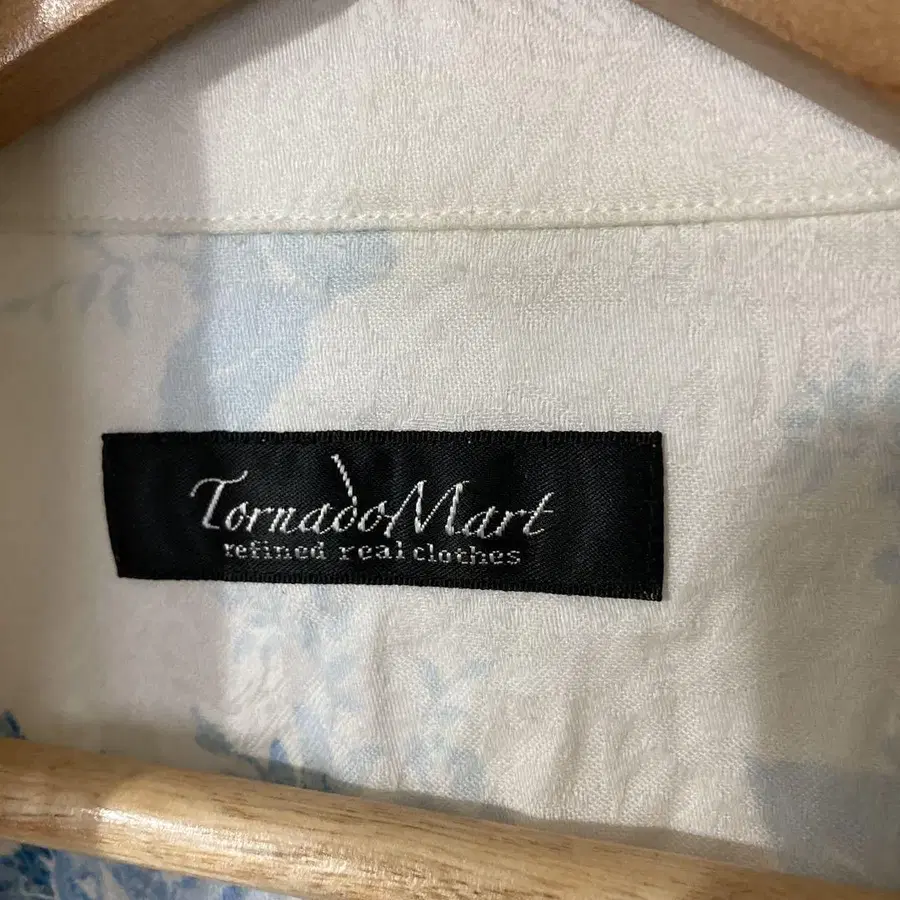 TornadoMart
refined real clothes